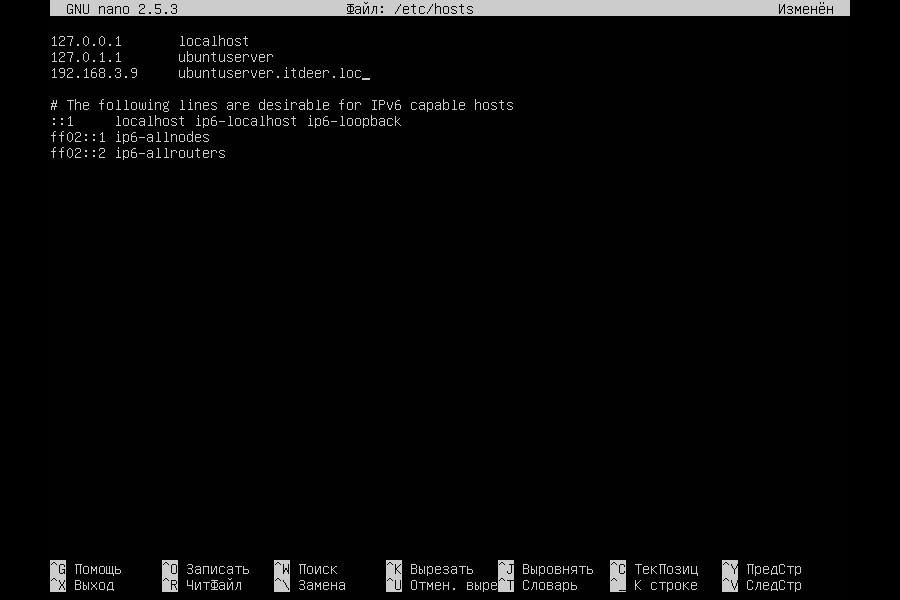 GNU nano 2.5.3 Файл: /etc/hosts Изменён
127.0.0.1 localhost
127.0.1.1 ubuntuserver
192.168.3.9 ubuntuserver.itdeer.loc_
# The following lines are desirable for IPv6 capable hosts
::1 localhost ip6-localhost ip6-loopback
ff02::1 ip6-allnodes
ff02::2 ip6-allrouters
^G Помощь ^O Записать ^W Поиск ^K Вырезать ^J Выровнять ^C ТекПозиц ^Y ПредСтр
^X Выход ^R ЧитФайл ^\ Замена ^U Отмен. выре^T Словарь ^_ К строке ^V СледСтр